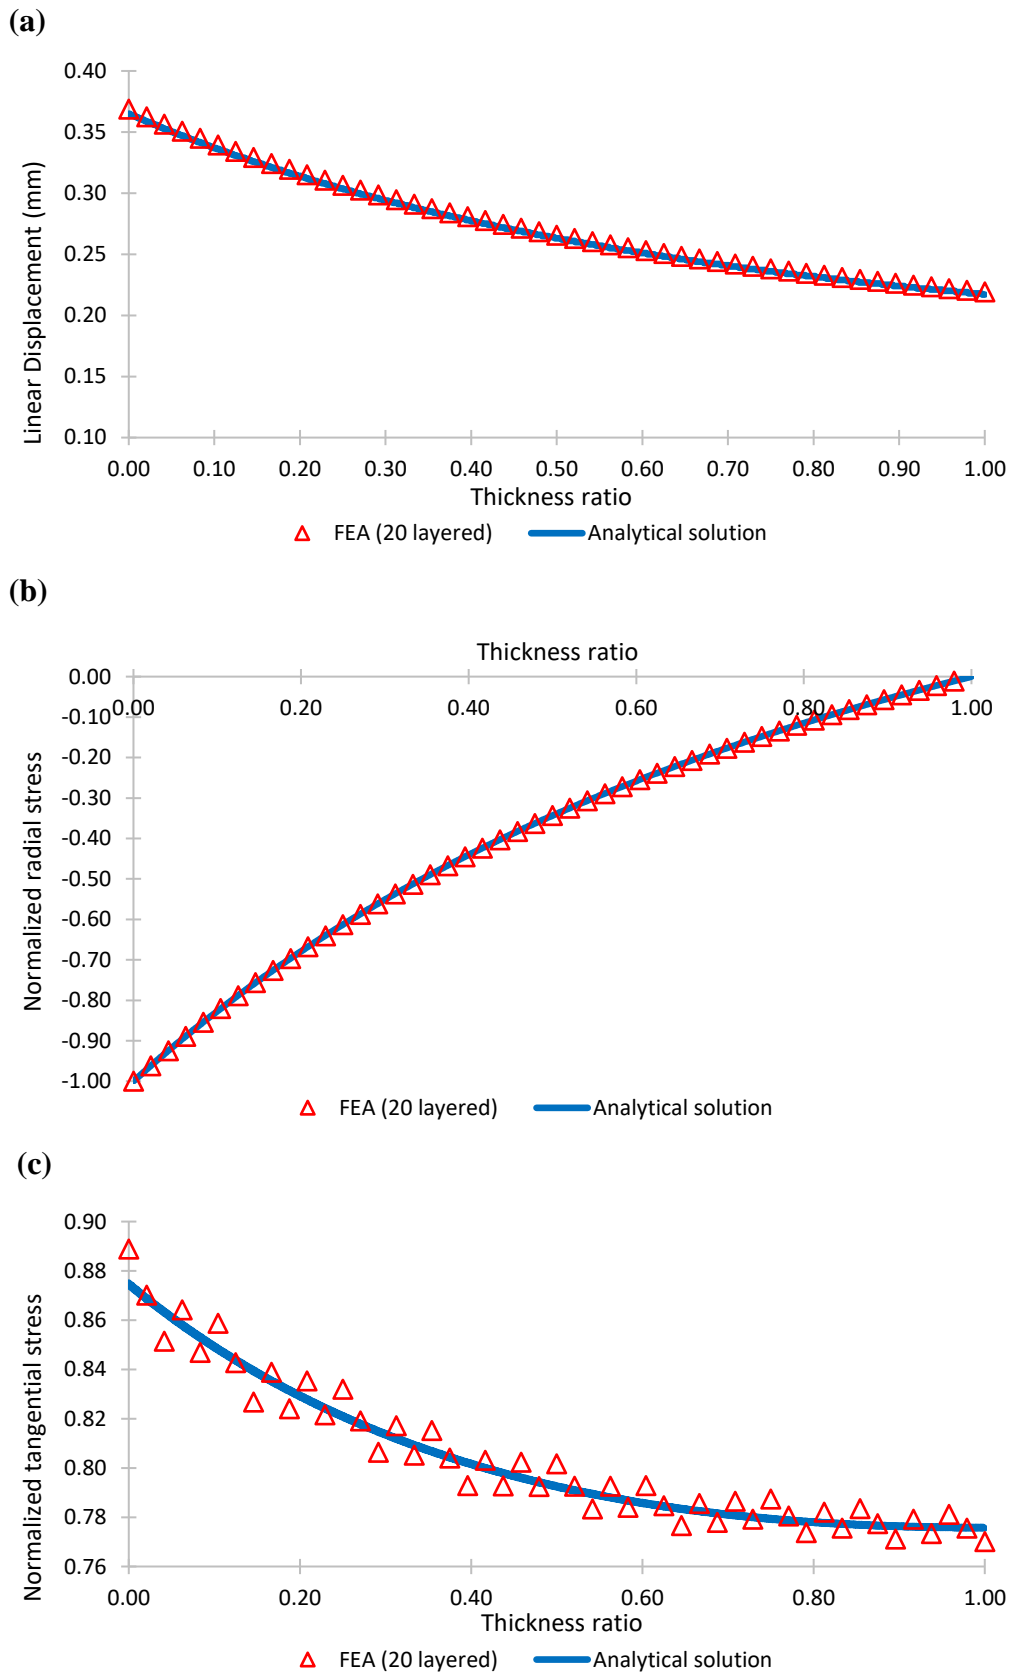 (a)
0.40
0.35
0.30
0.25
0.20
0.15
0.10
Linear Displacement (mm)
0.00 0.10 0.20 0.30 0.40 0.50 0.60 0.70 0.80 0.90 1.00
Thickness ratio
FEA (20 layered) Analytical solution
(b)
Thickness ratio
0.00
0.00 0.20 0.40 0.60 0.80 1.00
-0.10
-0.20
-0.30
-0.40
-0.50
-0.60
-0.70
-0.80
-0.90
-1.00
Normalized radial stress
FEA (20 layered) Analytical solution
(c)
0.90
0.88
0.86
0.84
0.82
0.80
0.78
0.76
Normalized tangential stress
0.00 0.20 0.40 0.60 0.80 1.00
Thickness ratio
FEA (20 layered) Analytical solution